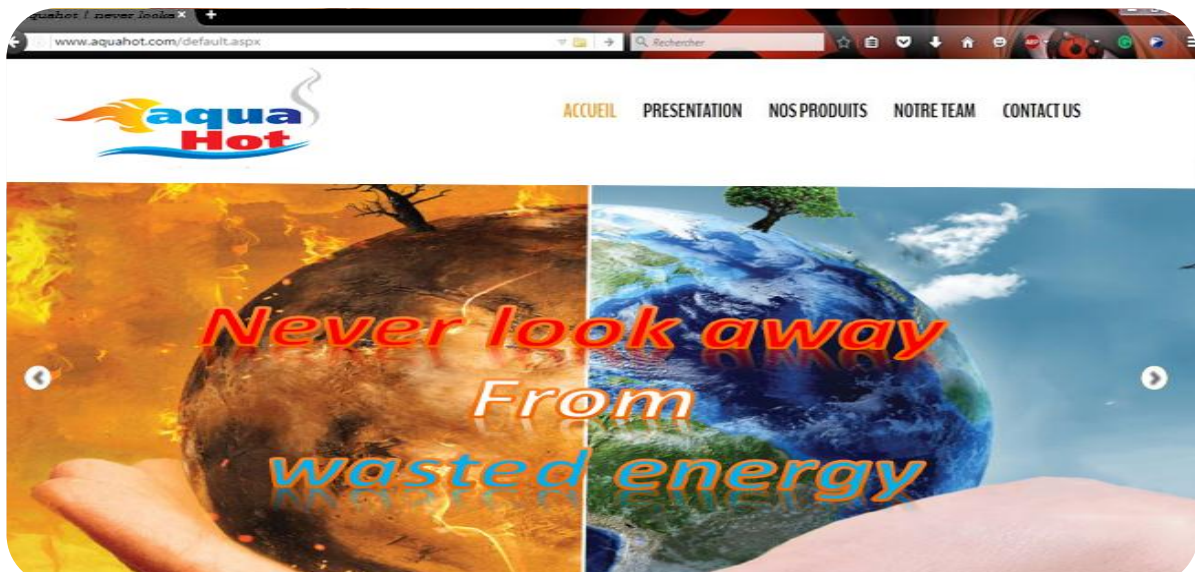 aquahot | never looks
www.aquahot.com/default.aspx
Rechercher
aqua
Hot
ACCUEIL PRESENTATION NOS PRODUITS NOTRE TEAM CONTACT US
Never look away
From
wasted energy